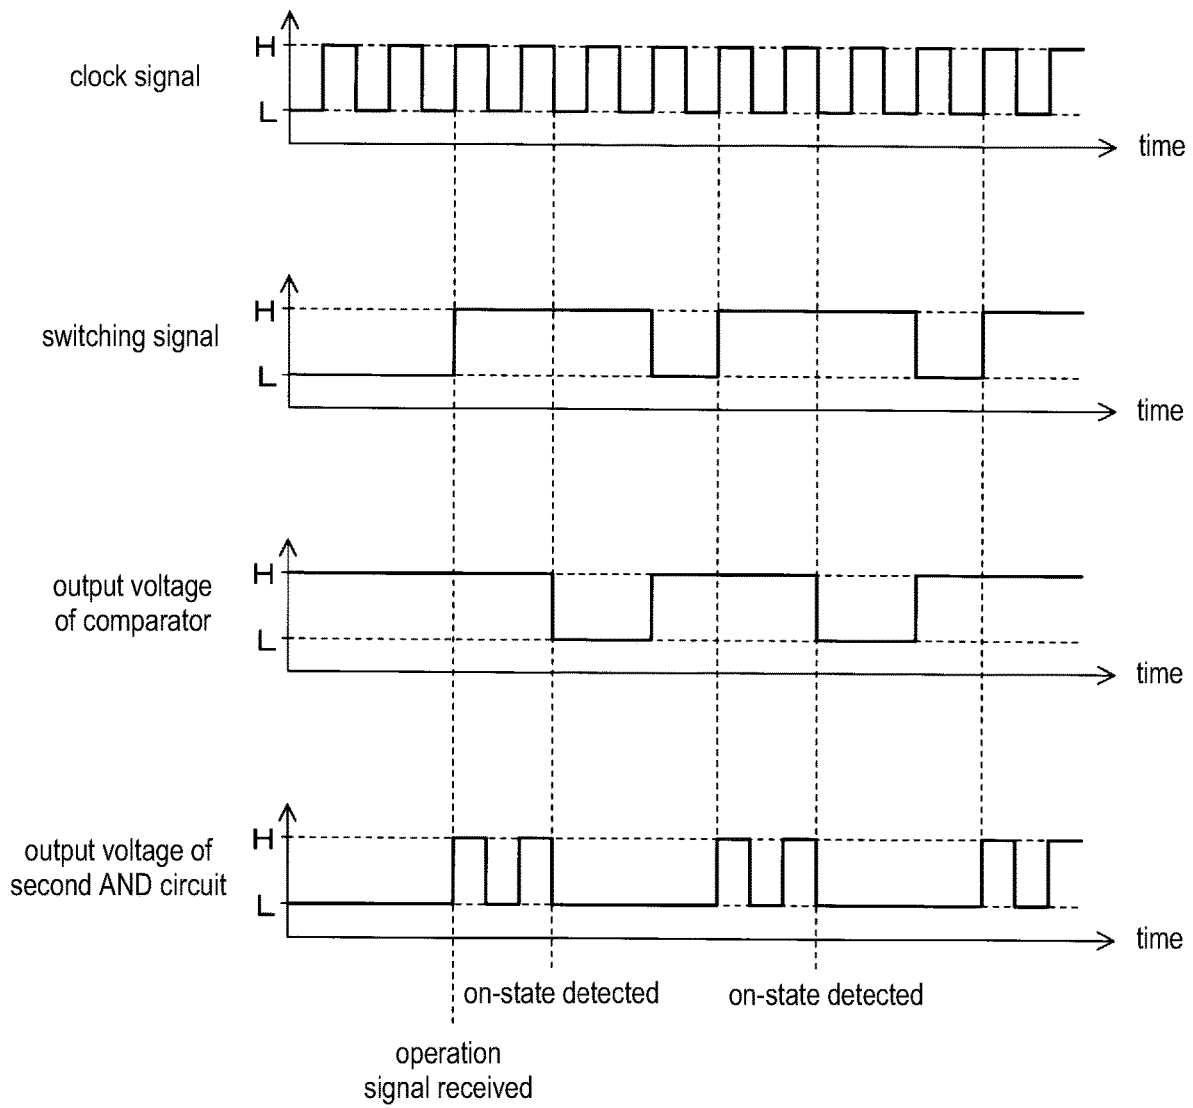 H
clock signal
L
time
H
switching signal
L
time
H
output voltage
of comparator
L
time
H
output voltage of
second AND circuit
L
time
on-state detected
on-state detected
operation
signal received